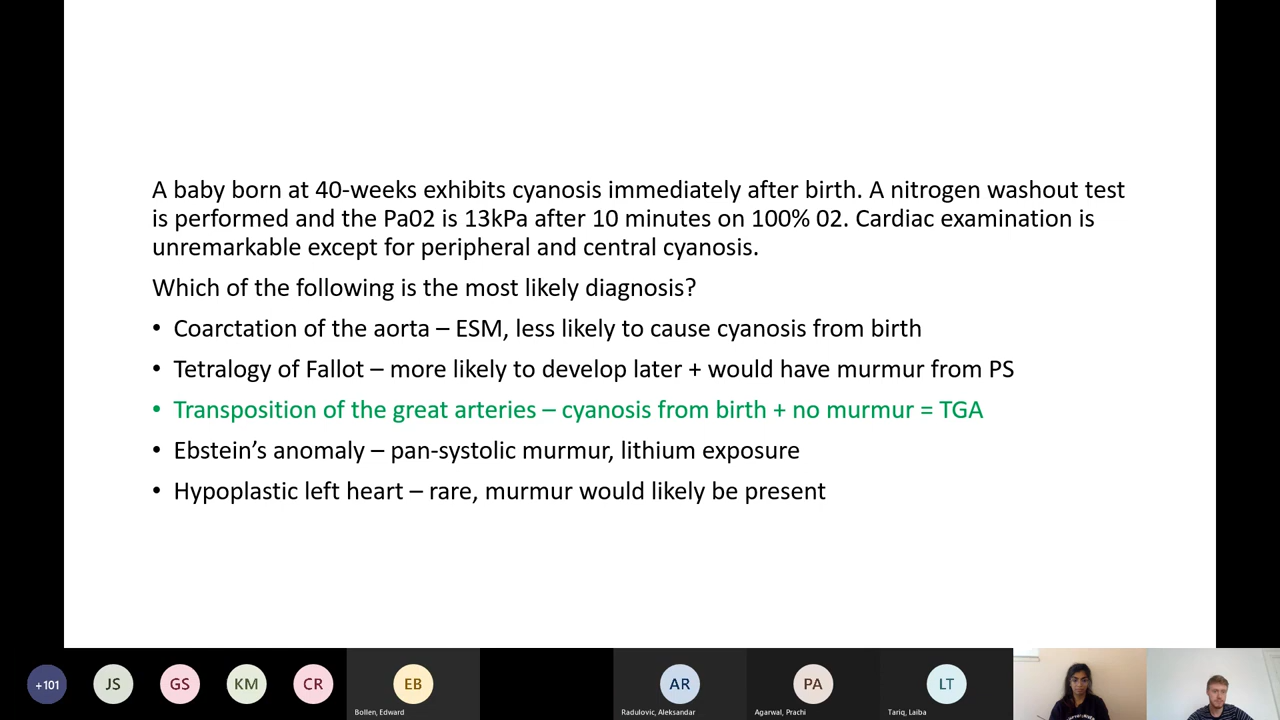 A baby born at 40-weeks exhibits cyanosis immediately after birth. A nitrogen washout test
is performed and the Pa02 is 13kPa after 10 minutes on 100% 02. Cardiac examination is
unremarkable except for peripheral and central cyanosis.
Which of the following is the most likely diagnosis?
• Coarctation of the aorta – ESM, less likely to cause cyanosis from birth
• Tetralogy of Fallot – more likely to develop later + would have murmur from PS
• Transposition of the great arteries – cyanosis from birth + no murmur = TGA
• Ebstein’s anomaly – pan-systolic murmur, lithium exposure
• Hypoplastic left heart – rare, murmur would likely be present
+101 JS GS KM CR EB AR PA LT
Bollen, Edward Radulovic, Aleksandar Agarwal, Prachi Tariq, Laiba